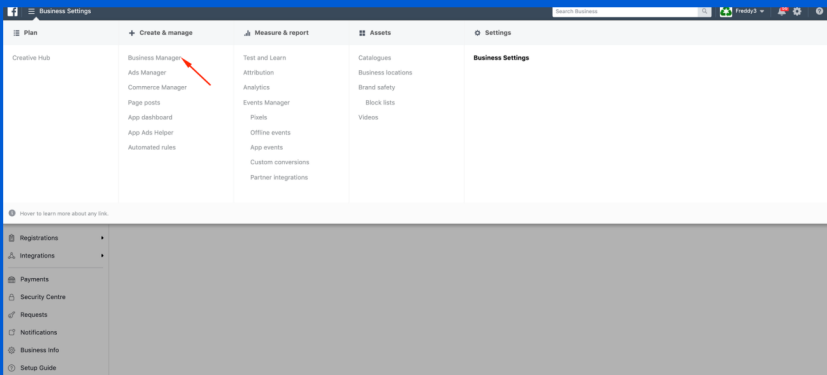 Business Settings
Search Business
Freddy3
Plan
Creative Hub
Create & manage
Business Manager
Ads Manager
Commerce Manager
Page posts
App dashboard
App Ads Helper
Automated rules
Measure & report
Test and Learn
Attribution
Analytics
Events Manager
Pixels
Offline events
App events
Custom conversions
Partner integrations
Assets
Catalogues
Business locations
Brand safety
Block lists
Videos
Settings
Business Settings
Hover to learn more about any link.
Registrations
Integrations
Payments
Security Centre
Requests
Notifications
Business Info
Setup Guide